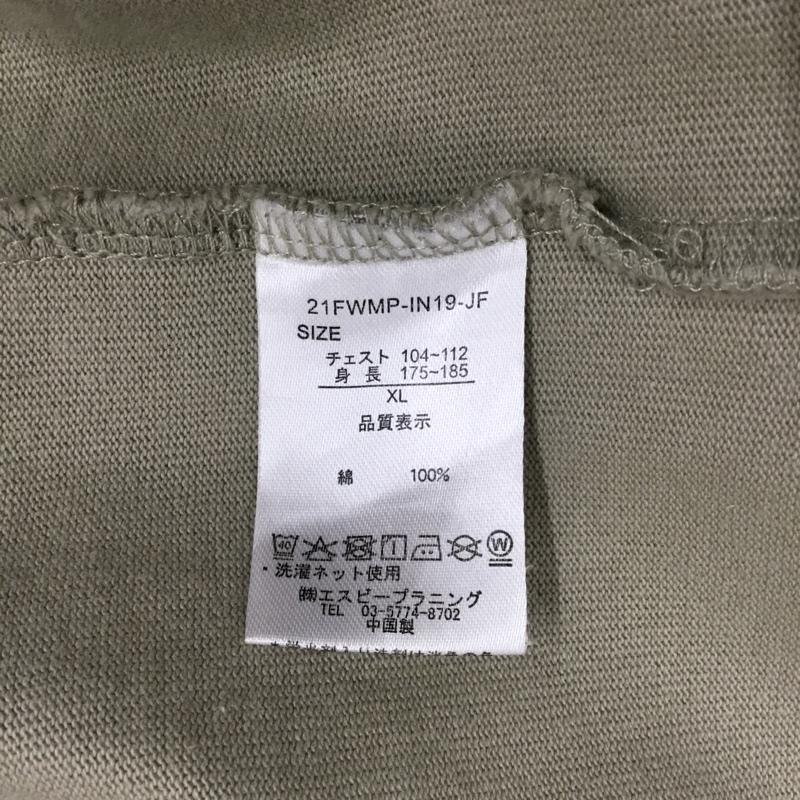 21FWMP-IN19-JF
SIZE
チェスト 104~112
身長 175~185
XL
品質表示
綿 100%
40
W
・洗濯ネット使用
㈱エスビープラニング
TEL 03-5774-8702
中国製